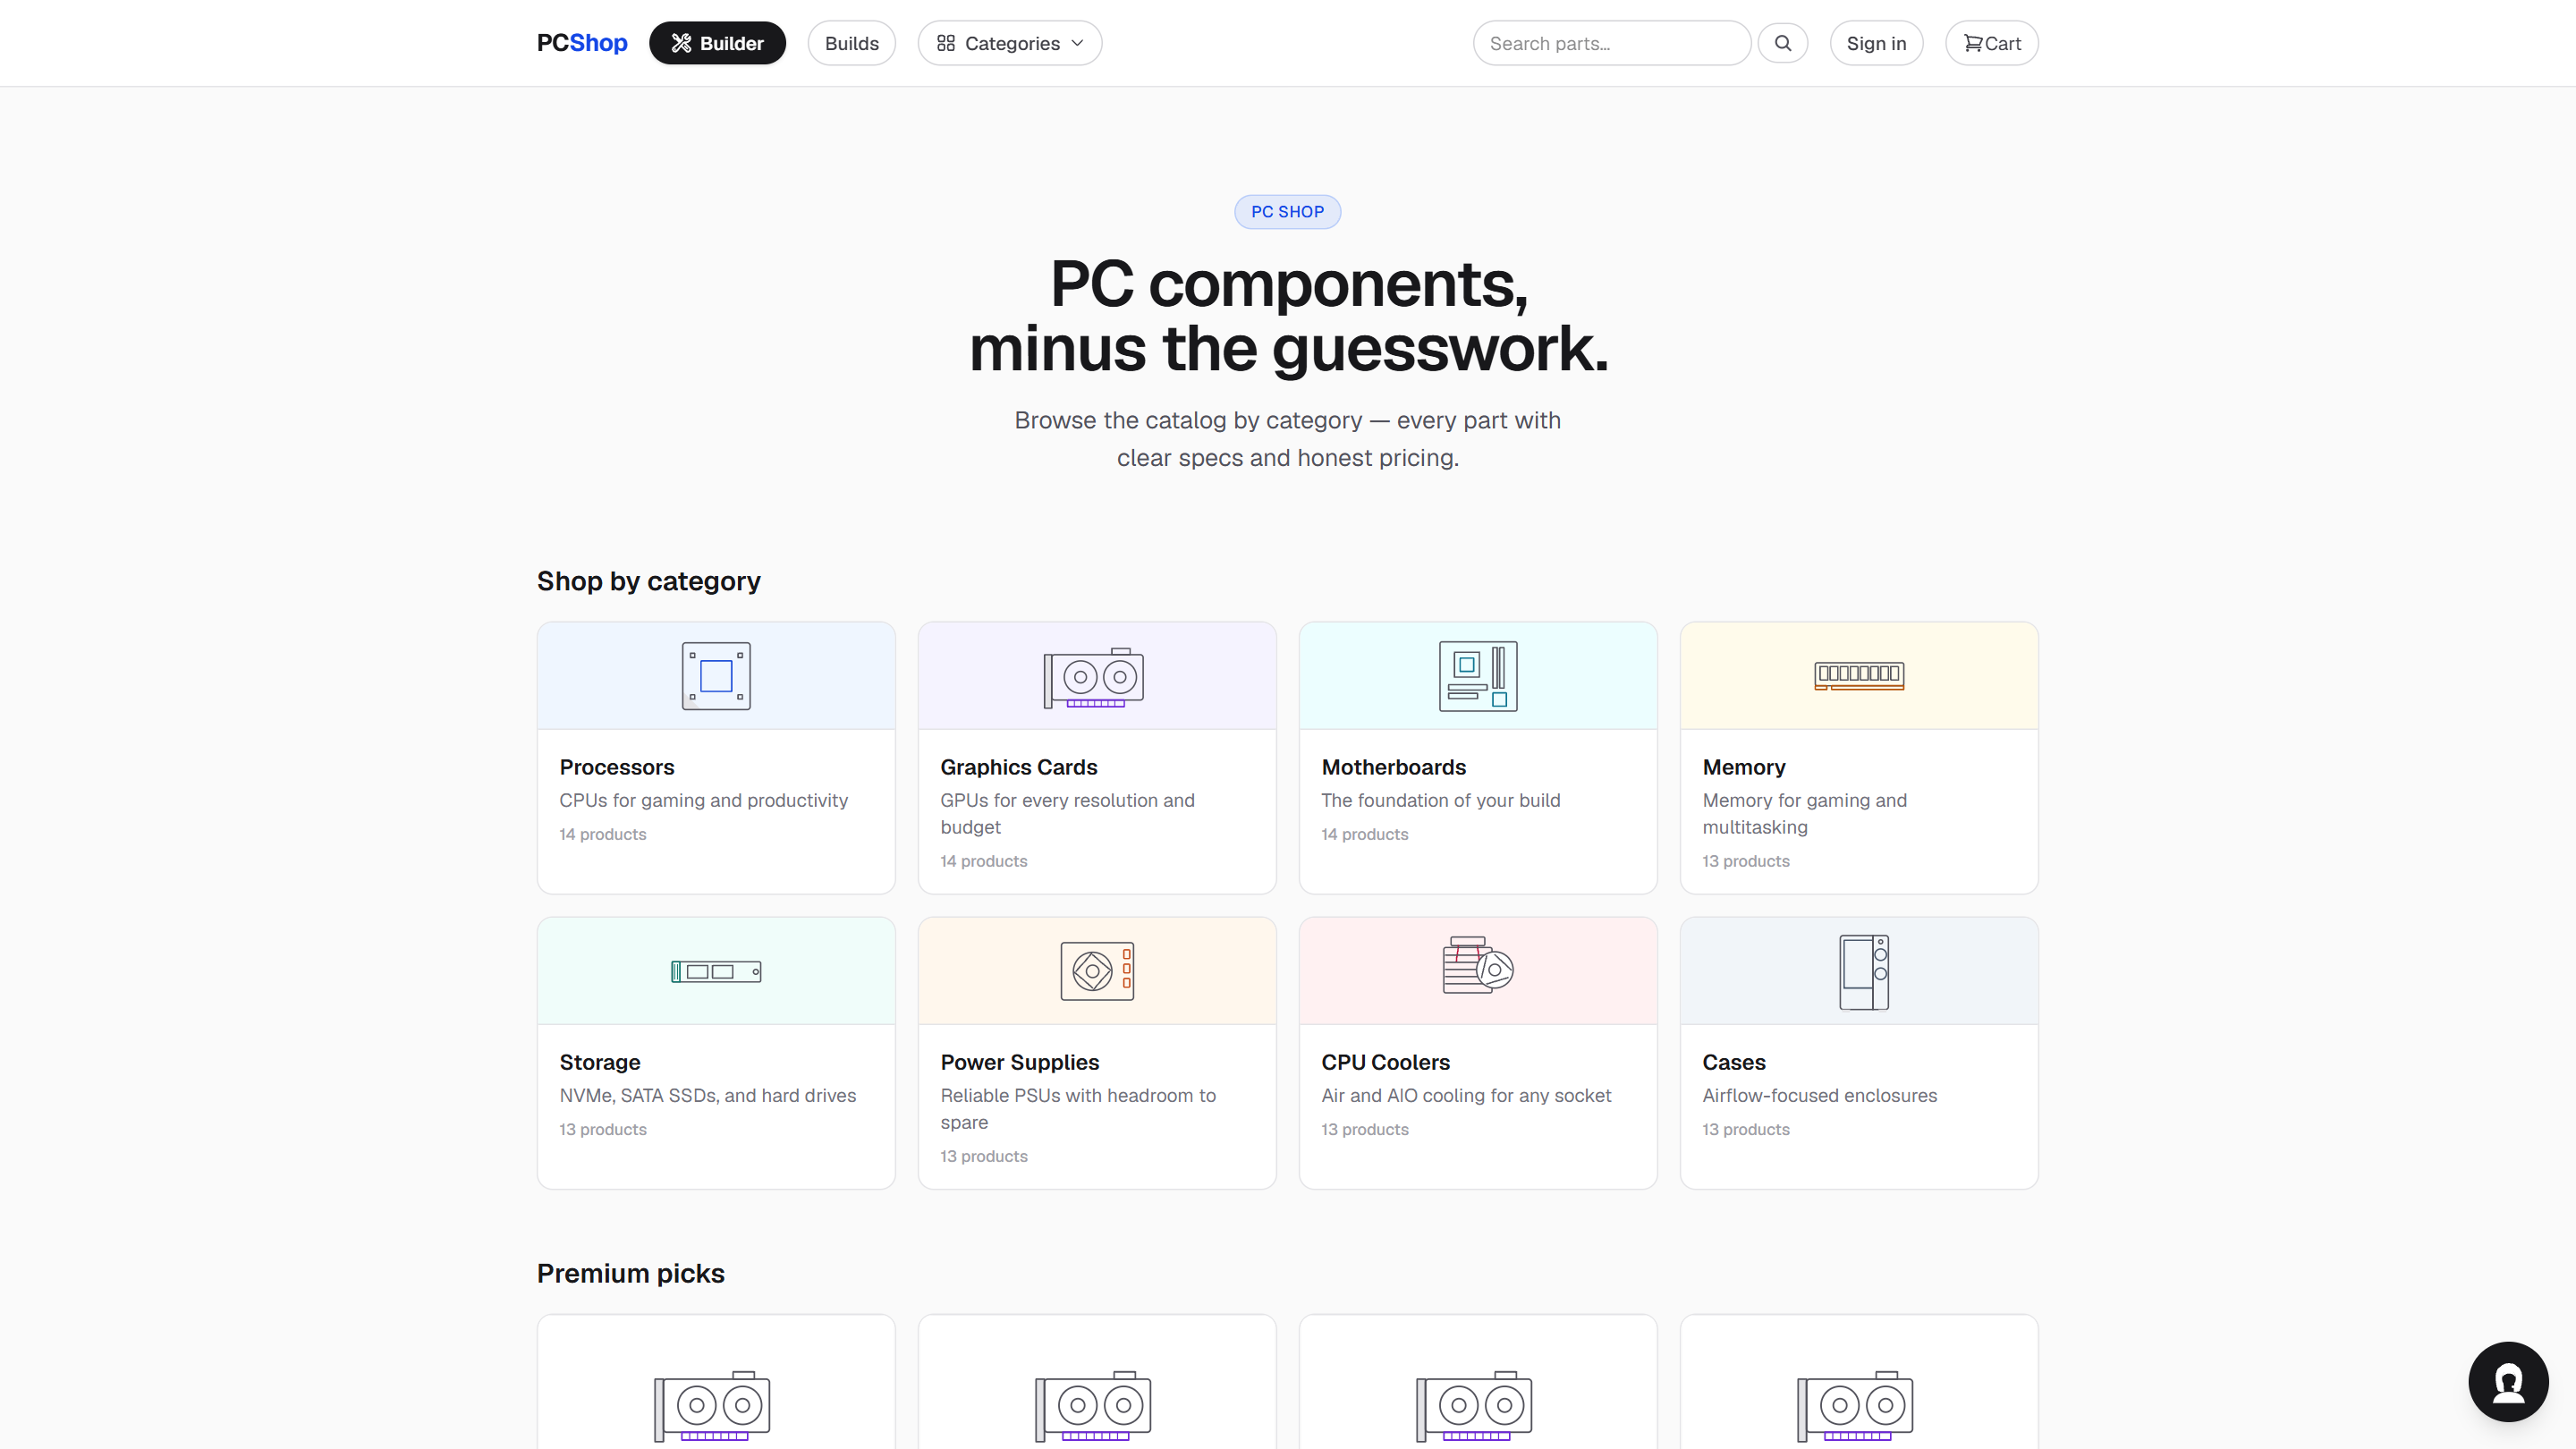 PCShop
Builder
Builds
Categories
Search parts...
Sign in
Cart
PC SHOP
PC components,
minus the guesswork.
Browse the catalog by category — every part with
clear specs and honest pricing.
Shop by category
Processors
CPUs for gaming and productivity
14 products
Graphics Cards
GPUs for every resolution and
budget
14 products
Motherboards
The foundation of your build
14 products
Memory
Memory for gaming and
multitasking
13 products
Storage
NVMe, SATA SSDs, and hard drives
13 products
Power Supplies
Reliable PSUs with headroom to
spare
13 products
CPU Coolers
Air and AIO cooling for any socket
13 products
Cases
Airflow-focused enclosures
13 products
Premium picks